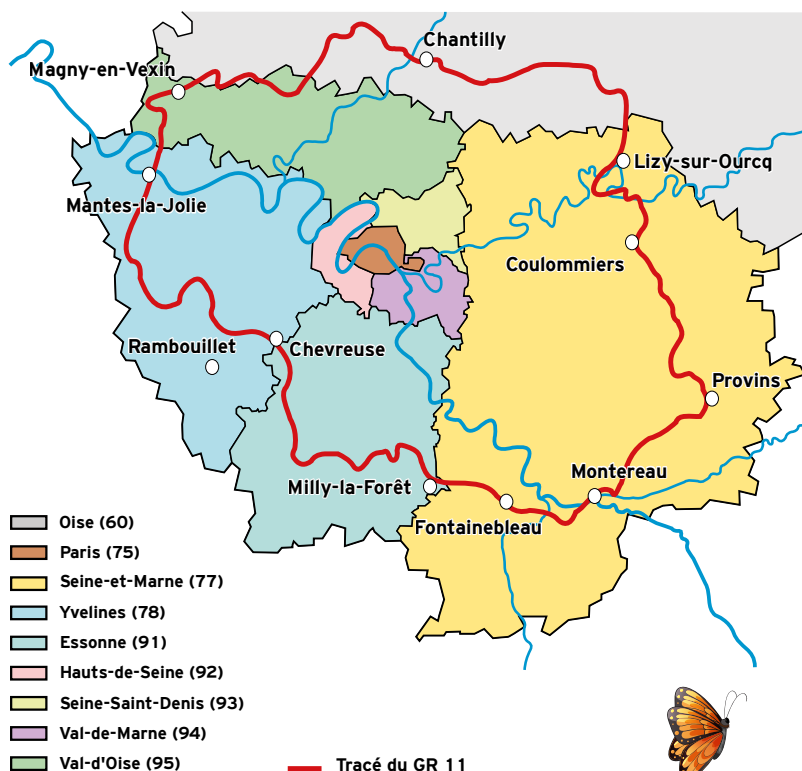 Chantilly
Magny-en-Vexin
Lizy-sur-Ourcq
Mantes-la-Jolie
Coulommiers
Rambouillet
Chevreuse
Provins
Milly-la-Forêt
Montereau
Fontainebleau
Oise (60)
Paris (75)
Seine-et-Marne (77)
Yvelines (78)
Essonne (91)
Hauts-de-Seine (92)
Seine-Saint-Denis (93)
Val-de-Marne (94)
Val-d'Oise (95)
Tracé du GR 11